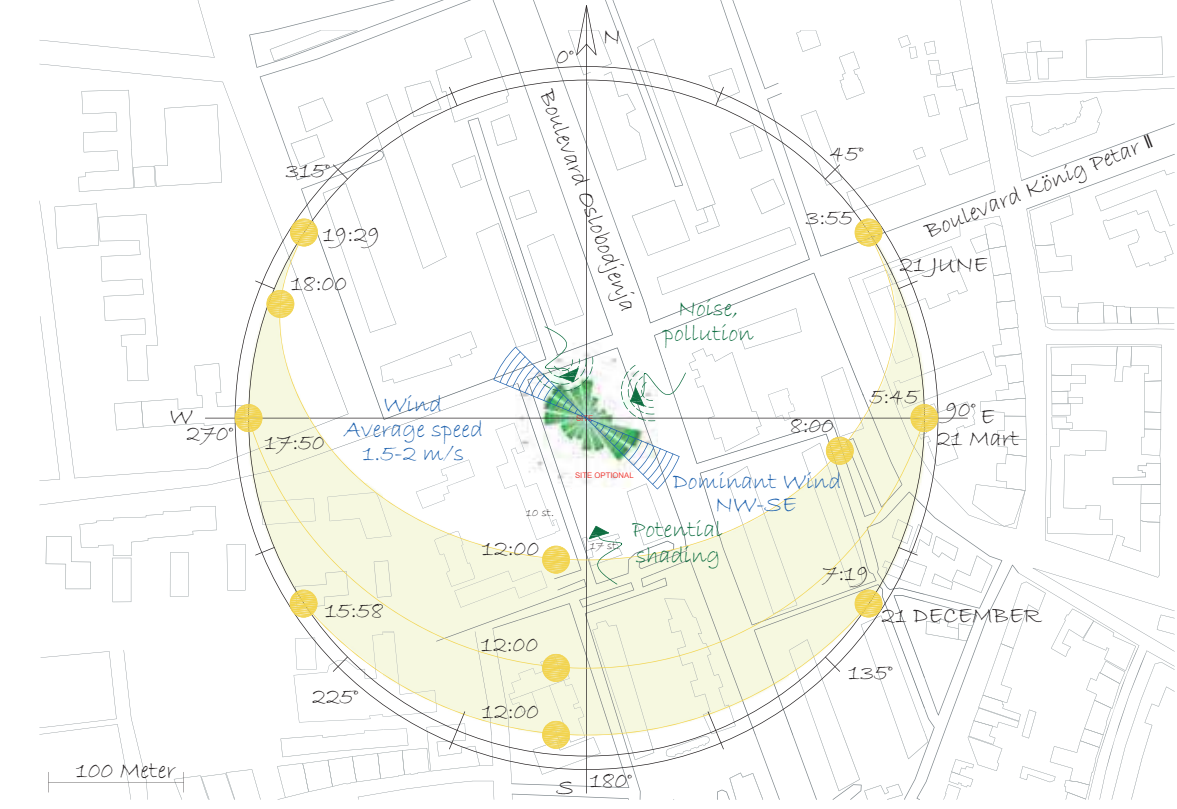 N
0°
Boulevard Oslobodjenja
45°
Boulevard König Petar II
315°
3:55
19:29
21 JUNE
18:00
Noise,
pollution
5:45
W
270°
Wind
Average speed
1.5-2 m/s
8:00
90° E
21 Mart
17:50
SITE OPTIONAL
Dominant Wind
NW-SE
10 st.
17 st.
Potential
shading
12:00
7:19
15:58
21 DECEMBER
12:00
135°
225°
12:00
100 Meter
S
180°